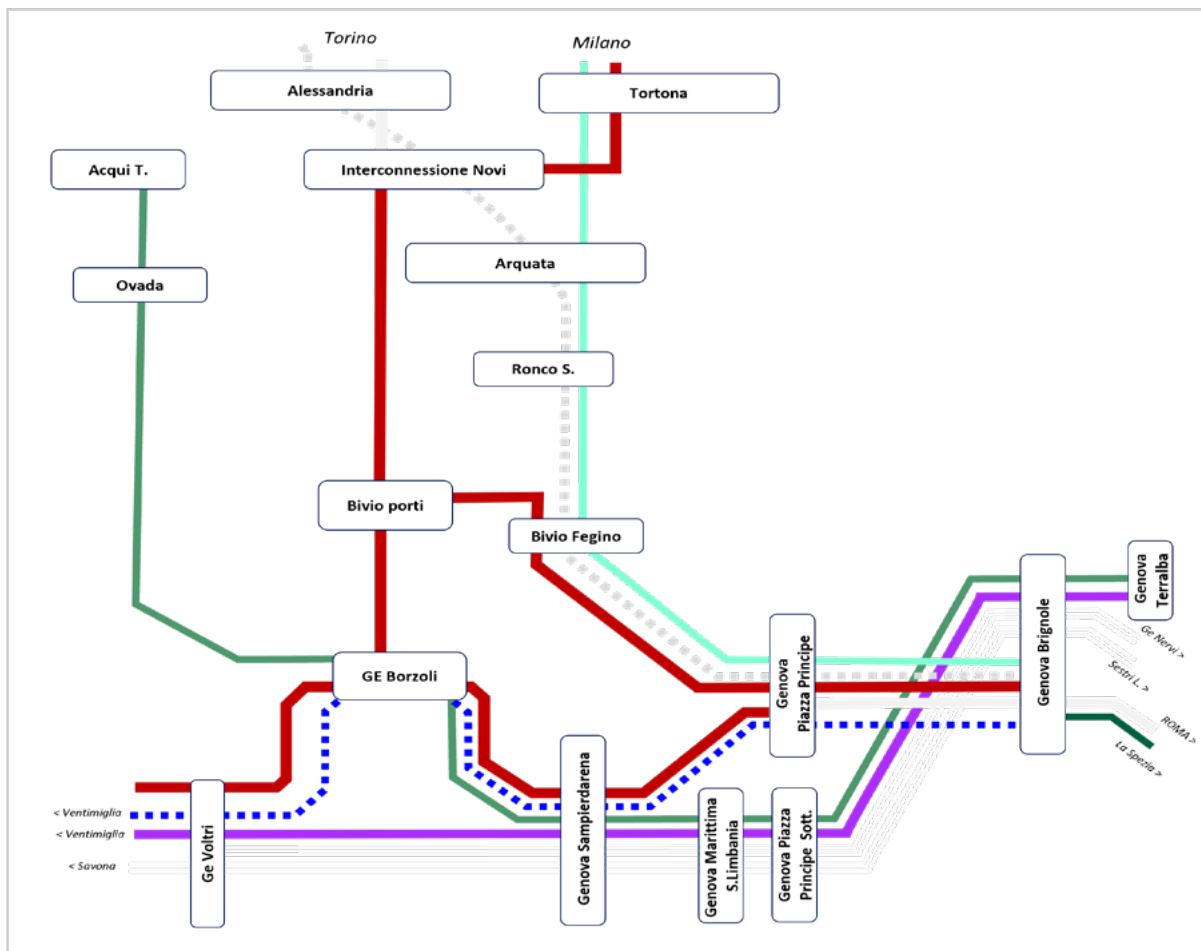 Torino
Milano
Alessandria
Tortona
Acqui T.
Interconnessione Novi
Arquata
Ovada
Ronco S.
Bivio porti
Bivio Fegino
Genova
Terralba
Genova Brignole
Ge Nervi >
Sestri L. >
GE Borzoli
Genova
Piazza Principe
ROMA >
La Spezia >
< Ventimiglia
< Ventimiglia
< Savona
Ge Voltri
Genova Sampierdarena
Genova Marittima
S.Limbania
Genova Piazza
Principe Sott.